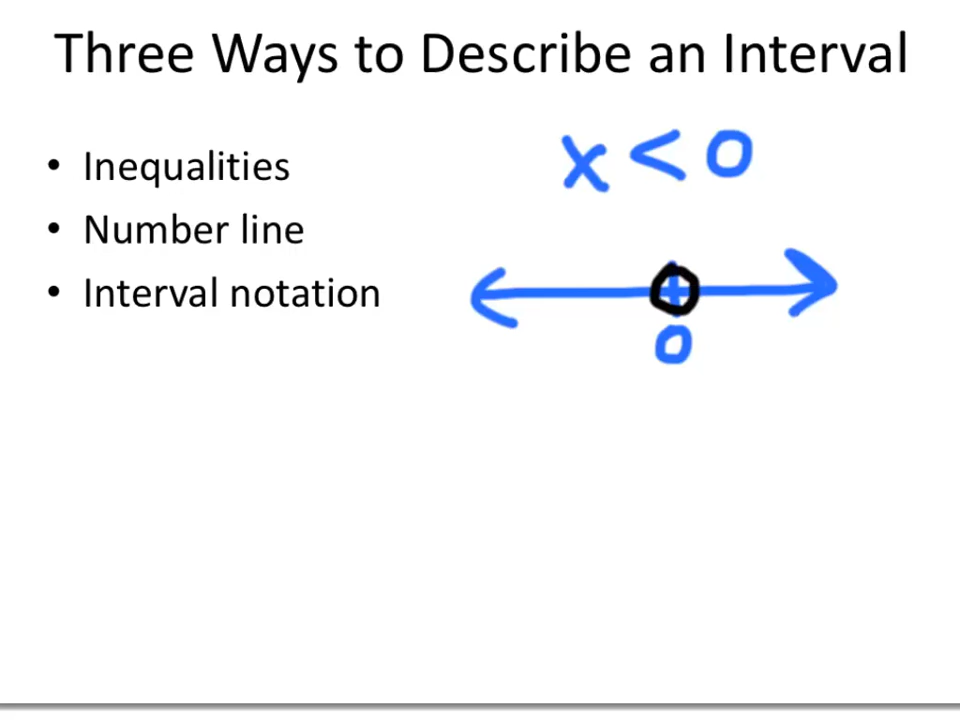 Three Ways to Describe an Interval
• Inequalities
x < 0
• Number line
• Interval notation
0